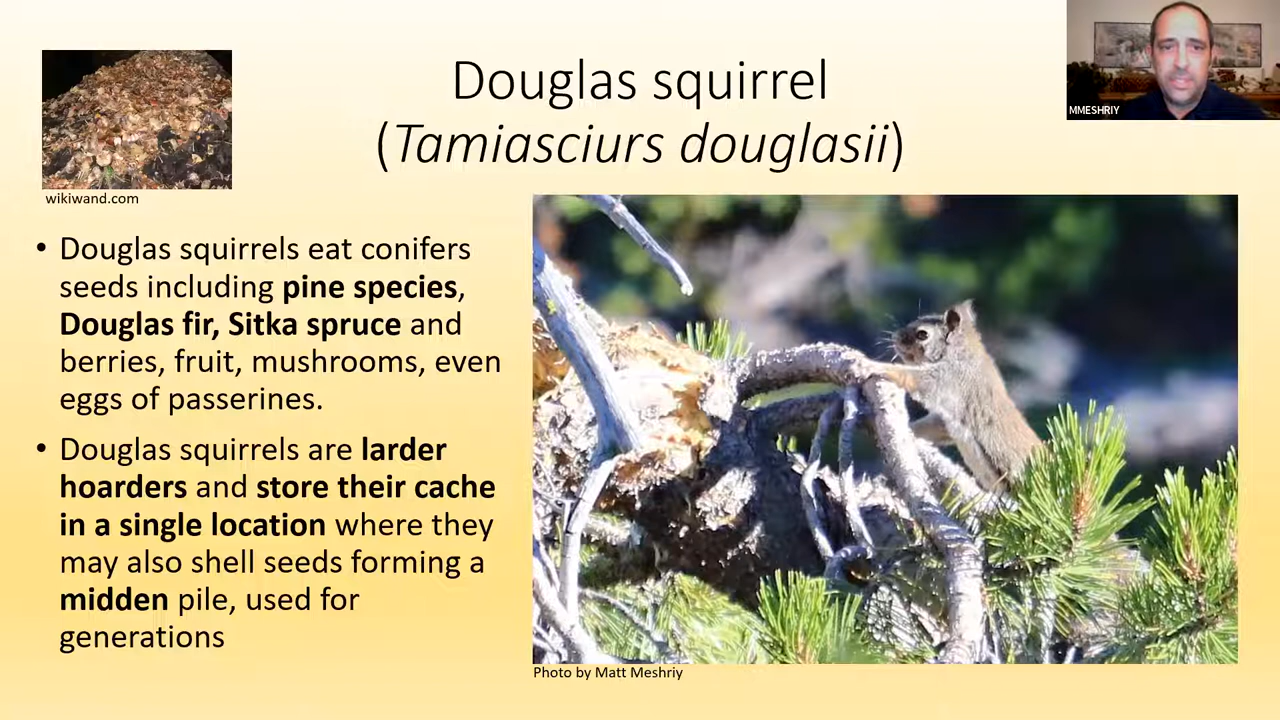 Douglas squirrel
(Tamiasciurs douglasii)
MMESHRIY
wikiwand.com
• Douglas squirrels eat conifers
seeds including pine species,
Douglas fir, Sitka spruce and
berries, fruit, mushrooms, even
eggs of passerines.
• Douglas squirrels are larder
hoarders and store their cache
in a single location where they
may also shell seeds forming a
midden pile, used for
generations
Photo by Matt Meshriy